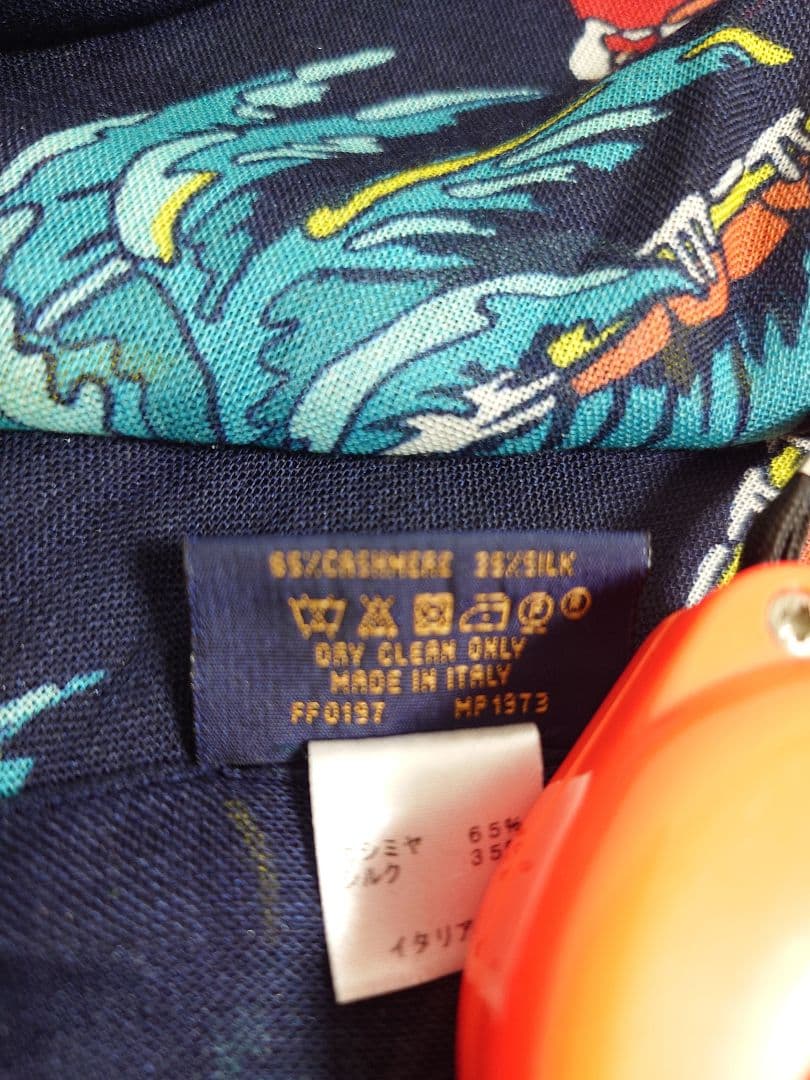 65%CASHMERE 35%SILK
DRY CLEAN ONLY
MADE IN ITALY
FF0197 MP1973
シミヤ 65%
シルク 35
イタリア